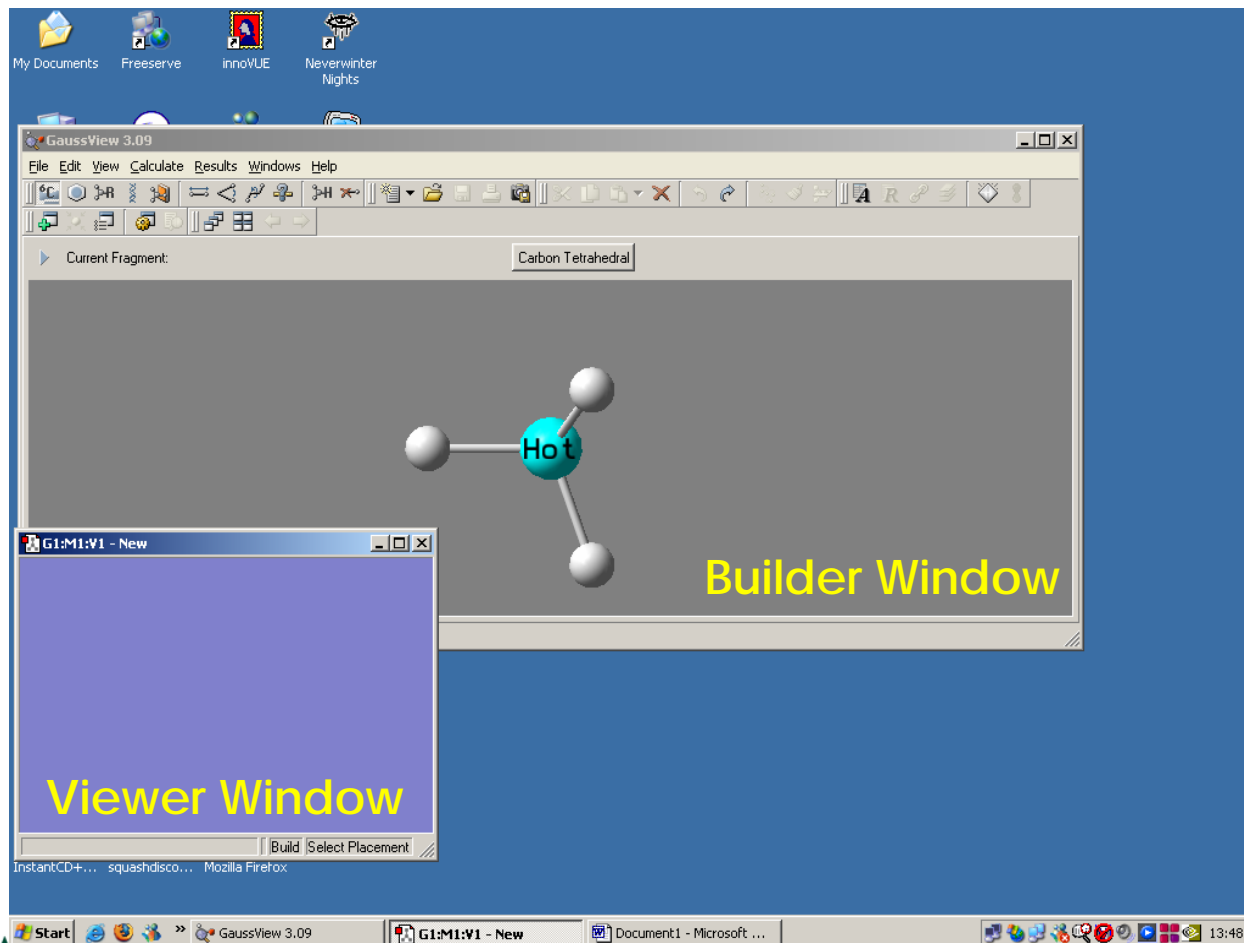 My Documents Freeserve innoVUE Neverwinter
Nights
GaussView 3.09
File Edit View Calculate Results Windows Help
6C R H A R
Current Fragment: Carbon Tetrahedral
Hot
Builder Window
G1:M1:V1 - New
Viewer Window
Build Select Placement
InstantCD+... squashdisco... Mozilla Firefox
Start » GaussView 3.09 G1:M1:V1 - New Document1 - Microsoft ... 13:48